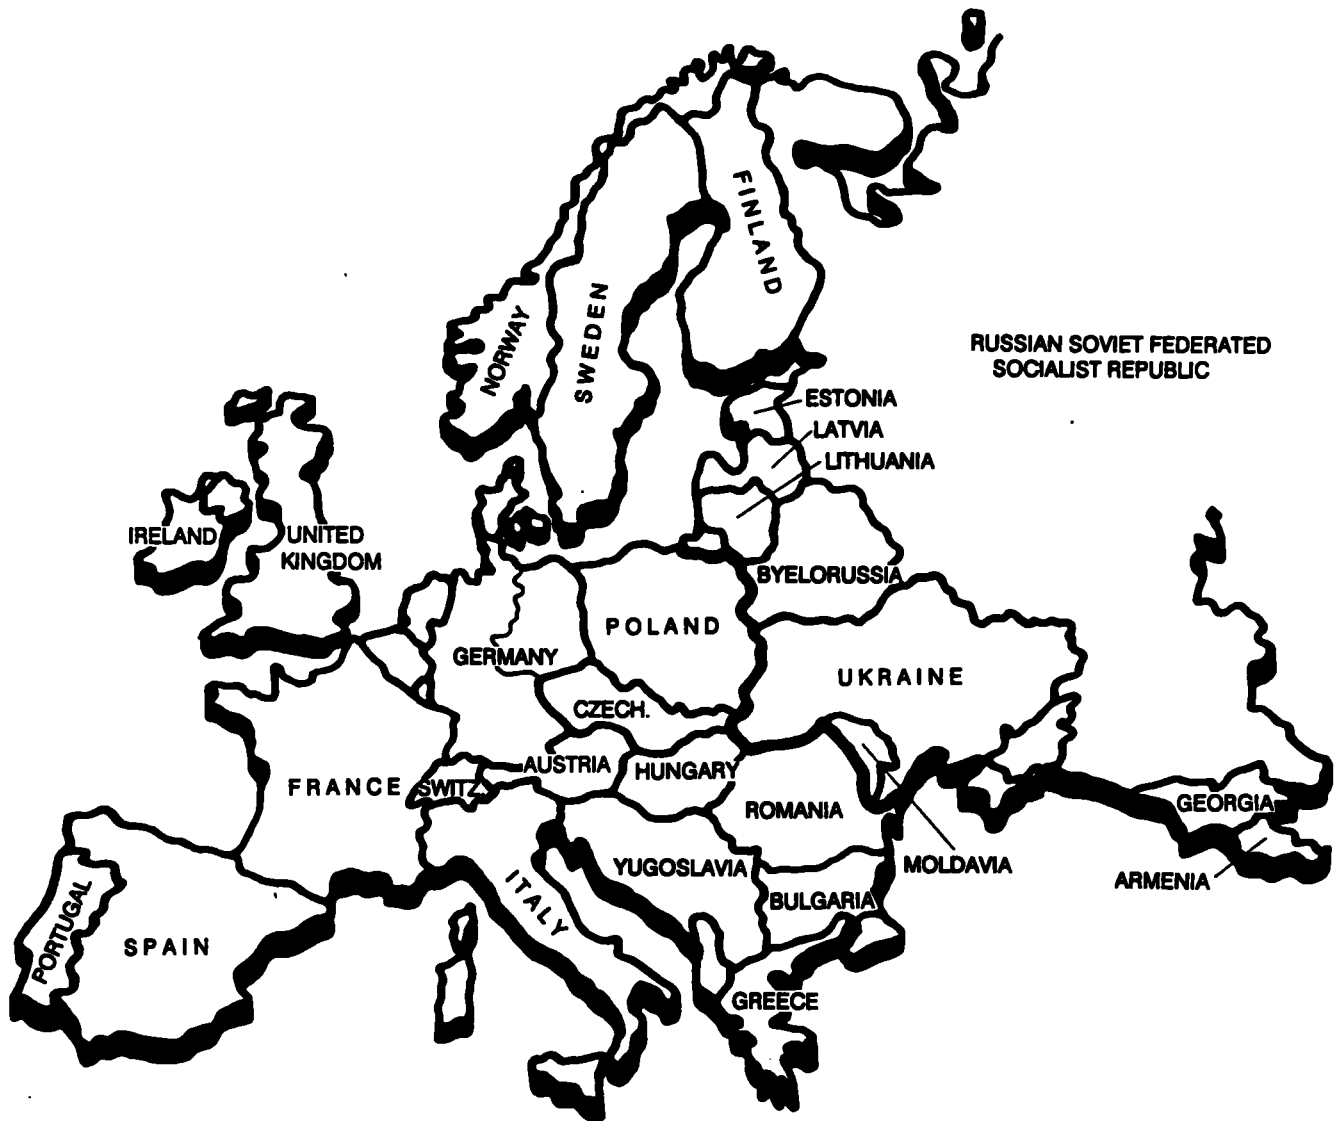 FINLAND
NORWAY
SWEDEN
RUSSIAN SOVIET FEDERATED
SOCIALIST REPUBLIC
ESTONIA
LATVIA
LITHUANIA
IRELAND
UNITED
KINGDOM
BYELORUSSIA
POLAND
GERMANY
UKRAINE
CZECH.
AUSTRIA
HUNGARY
FRANCE
SWITZ.
ROMANIA
GEORGIA
YUGOSLAVIA
MOLDAVIA
ARMENIA
ITALY
BULGARIA
PORTUGAL
SPAIN
GREECE